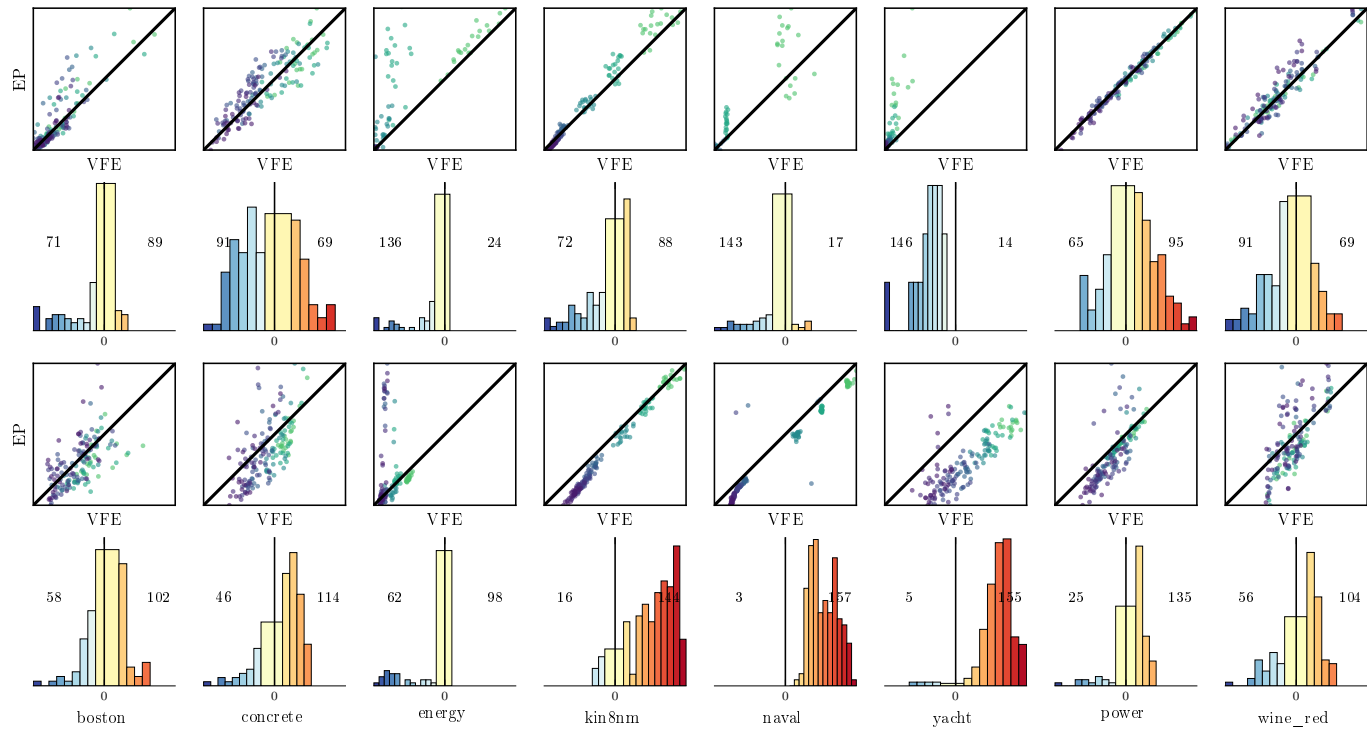 EP
VFE VFE VFE VFE VFE VFE VFE VFE
71 89 91 69 136 24 72 88 143 17 146 14 65 95 91 69
0 0 0 0 0 0 0 0
EP
VFE VFE VFE VFE VFE VFE VFE VFE
58 102 46 114 62 98 16 144 3 157 5 155 25 135 56 104
0 0 0 0 0 0 0 0
boston concrete energy kin8nm naval yacht power wine_red